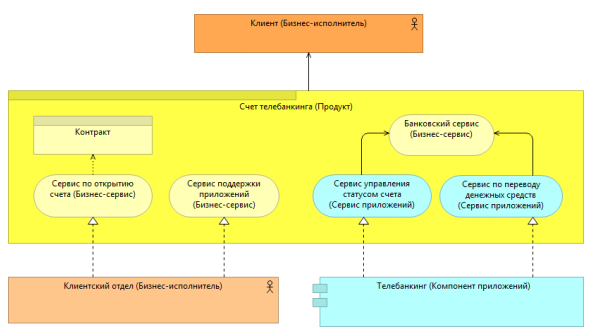 Клиент (Бизнес-исполнитель)
Счет телебанкинга (Продукт)
Контракт
Банковский сервис
(Бизнес-сервис)
Сервис по открытию
счета (Бизнес-сервис)
Сервис поддержки
приложений
(Бизнес-сервис)
Сервис управления
статусом счета
(Сервис приложений)
Сервис по переводу
денежных средств
(Сервис приложений)
Клиентский отдел (Бизнес-исполнитель)
Телебанкинг (Компонент приложений)